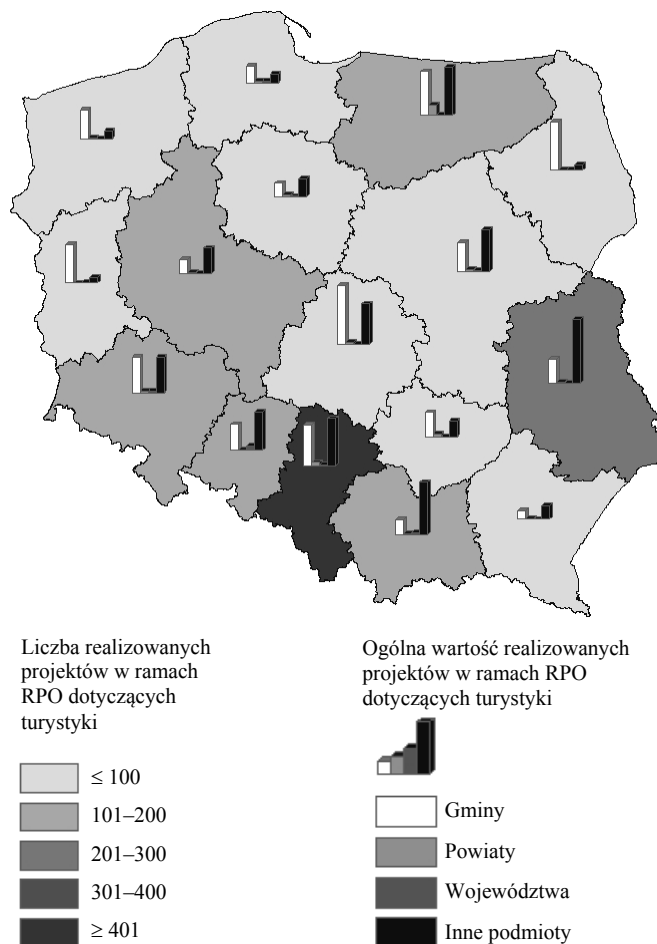 Liczba realizowanych
projektów w ramach
RPO dotyczących
turystyki
≤ 100
101–200
201–300
301–400
≥ 401
Ogólna wartość realizowanych
projektów w ramach RPO
dotyczących turystyki
Gminy
Powiaty
Województwa
Inne podmioty